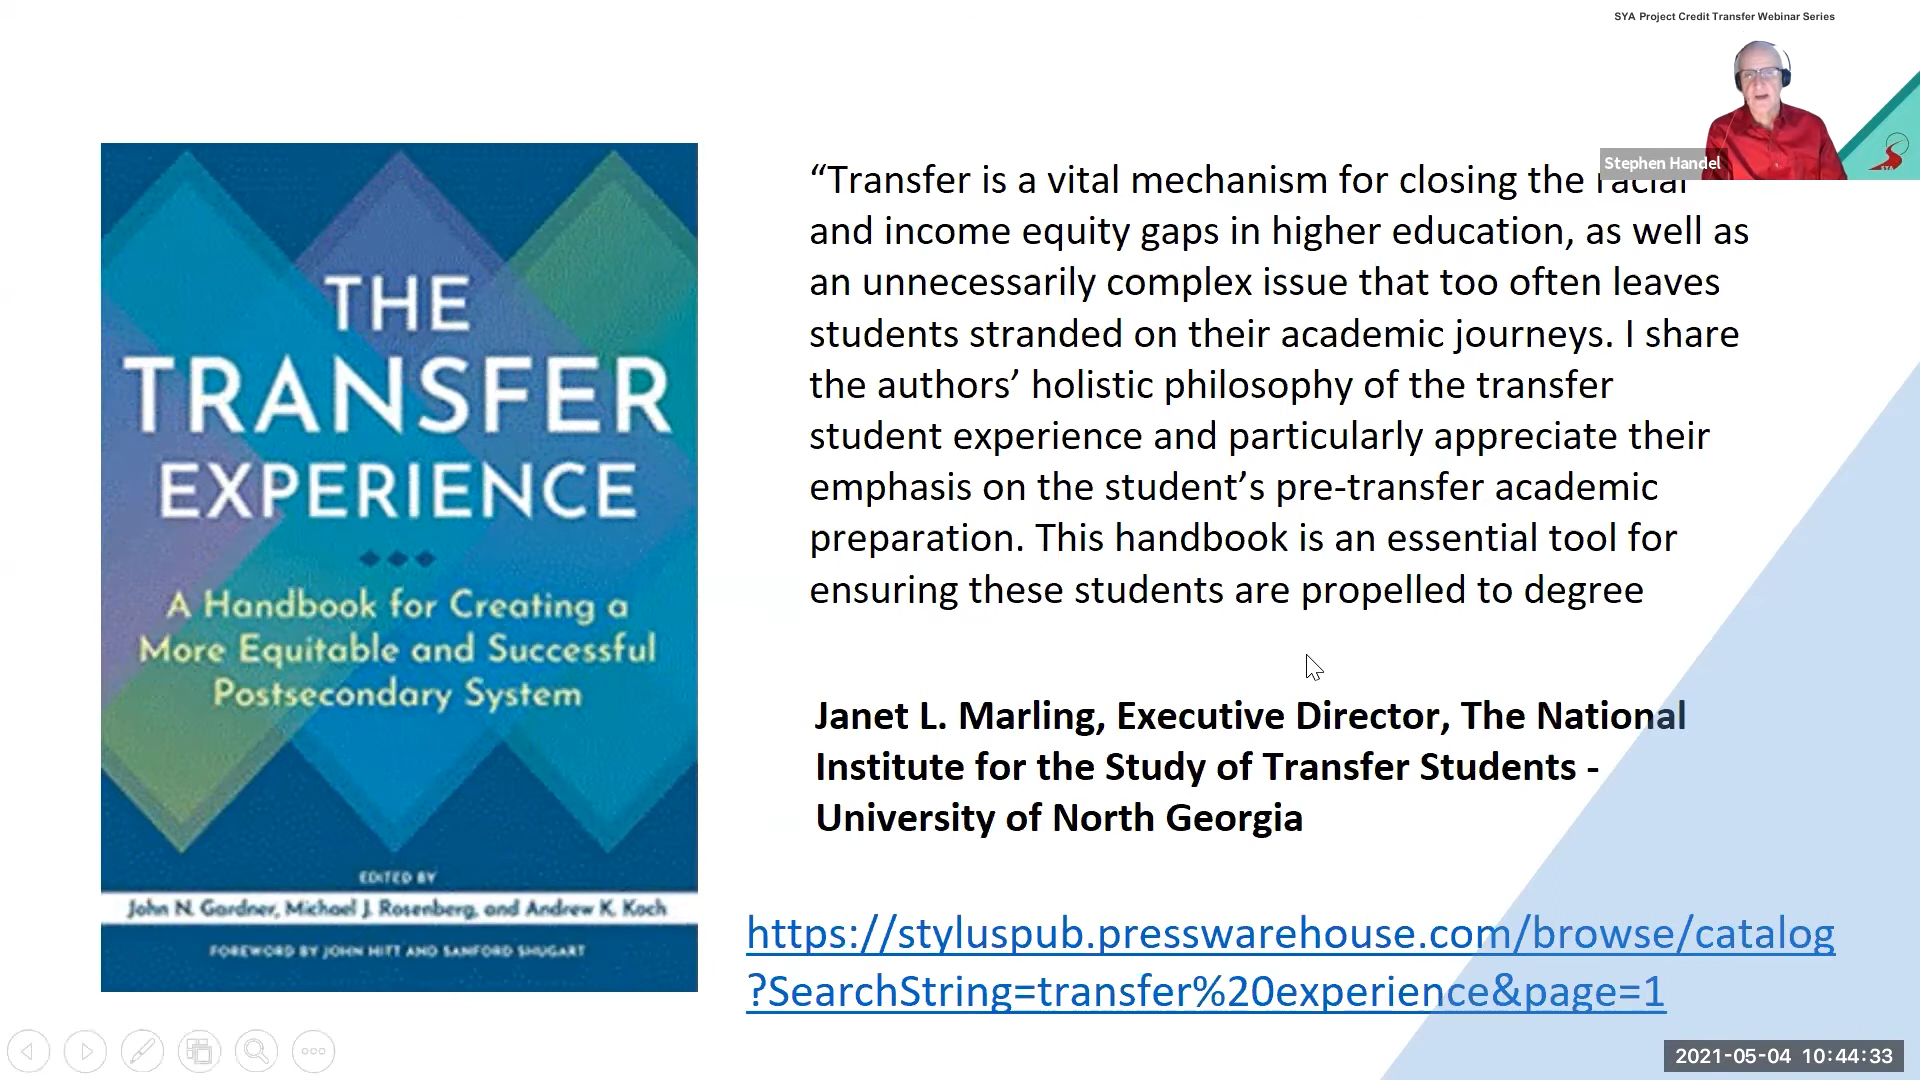 SYA Project Credit Transfer Webinar Series
Stephen Handel
THE
TRANSFER
EXPERIENCE
A Handbook for Creating a
More Equitable and Successful
Postsecondary System
EDITED BY
John N. Gardner, Michael J. Rosenberg, and Andrew K. Koch
FOREWORD BY JOHN HITT AND SANFORD SHUGART
“Transfer is a vital mechanism for closing the racial
and income equity gaps in higher education, as well as
an unnecessarily complex issue that too often leaves
students stranded on their academic journeys. I share
the authors’ holistic philosophy of the transfer
student experience and particularly appreciate their
emphasis on the student’s pre-transfer academic
preparation. This handbook is an essential tool for
ensuring these students are propelled to degree
Janet L. Marling, Executive Director, The National
Institute for the Study of Transfer Students -
University of North Georgia
https://styluspub.presswarehouse.com/browse/catalog
?SearchString=transfer%20experience&page=1
2021-05-04 10:44:33